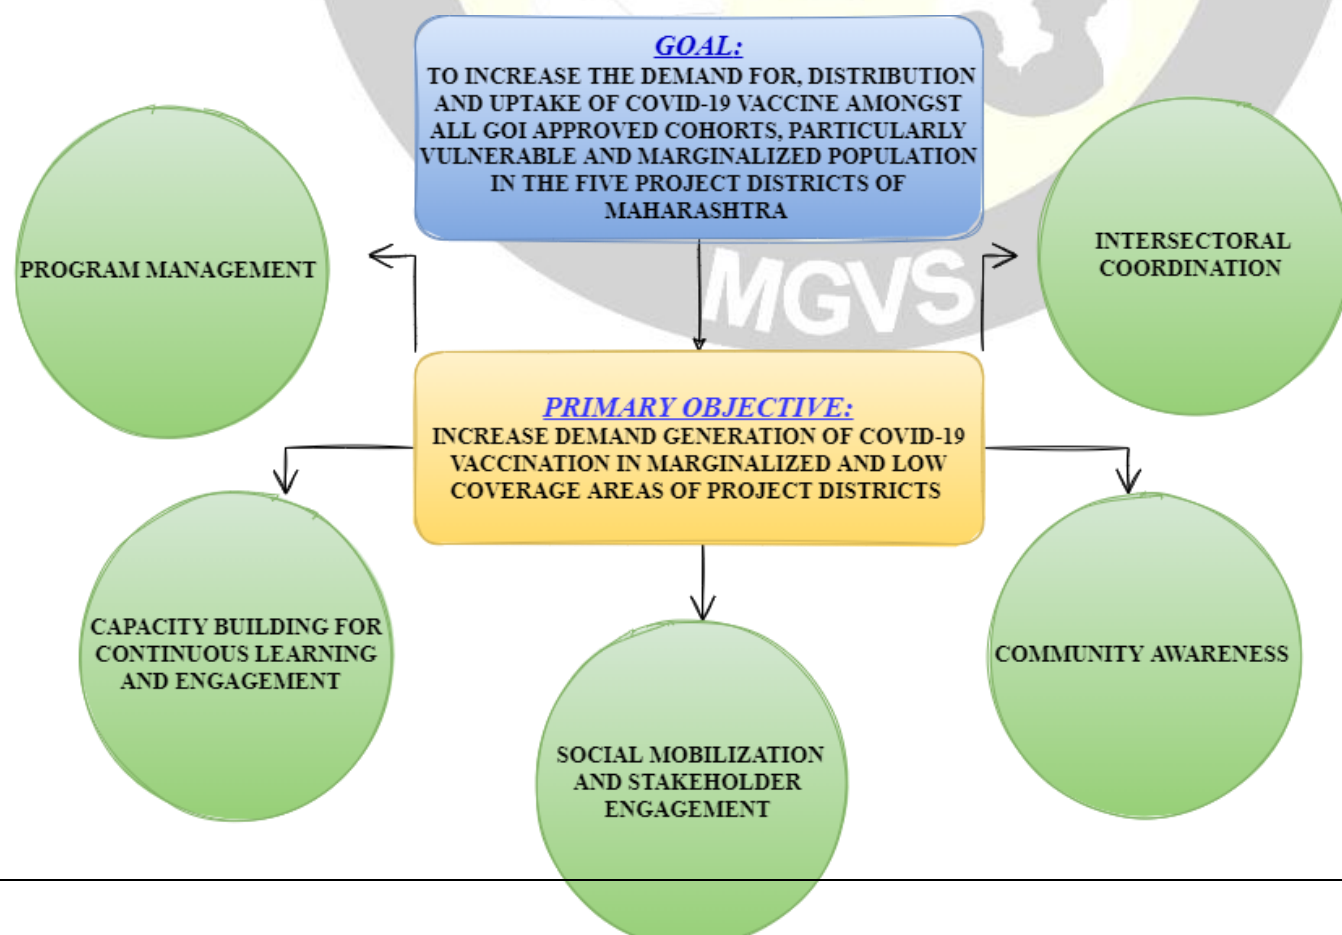 GOAL:
TO INCREASE THE DEMAND FOR, DISTRIBUTION
AND UPTAKE OF COVID-19 VACCINE AMONGST
ALL GOI APPROVED COHORTS, PARTICULARLY
VULNERABLE AND MARGINALIZED POPULATION
IN THE FIVE PROJECT DISTRICTS OF
MAHARASHTRA
PROGRAM MANAGEMENT
INTERSECTORAL
COORDINATION
MGVS
PRIMARY OBJECTIVE:
INCREASE DEMAND GENERATION OF COVID-19
VACCINATION IN MARGINALIZED AND LOW
COVERAGE AREAS OF PROJECT DISTRICTS
CAPACITY BUILDING FOR
CONTINUOUS LEARNING
AND ENGAGEMENT
SOCIAL MOBILIZATION
AND STAKEHOLDER
ENGAGEMENT
COMMUNITY AWARENESS